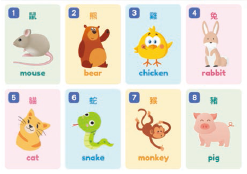 1 鼠
mouse
2 熊
bear
3 雞
chicken
4 兔
rabbit
5 貓
cat
6 蛇
snake
7 猴
monkey
8 豬
pig